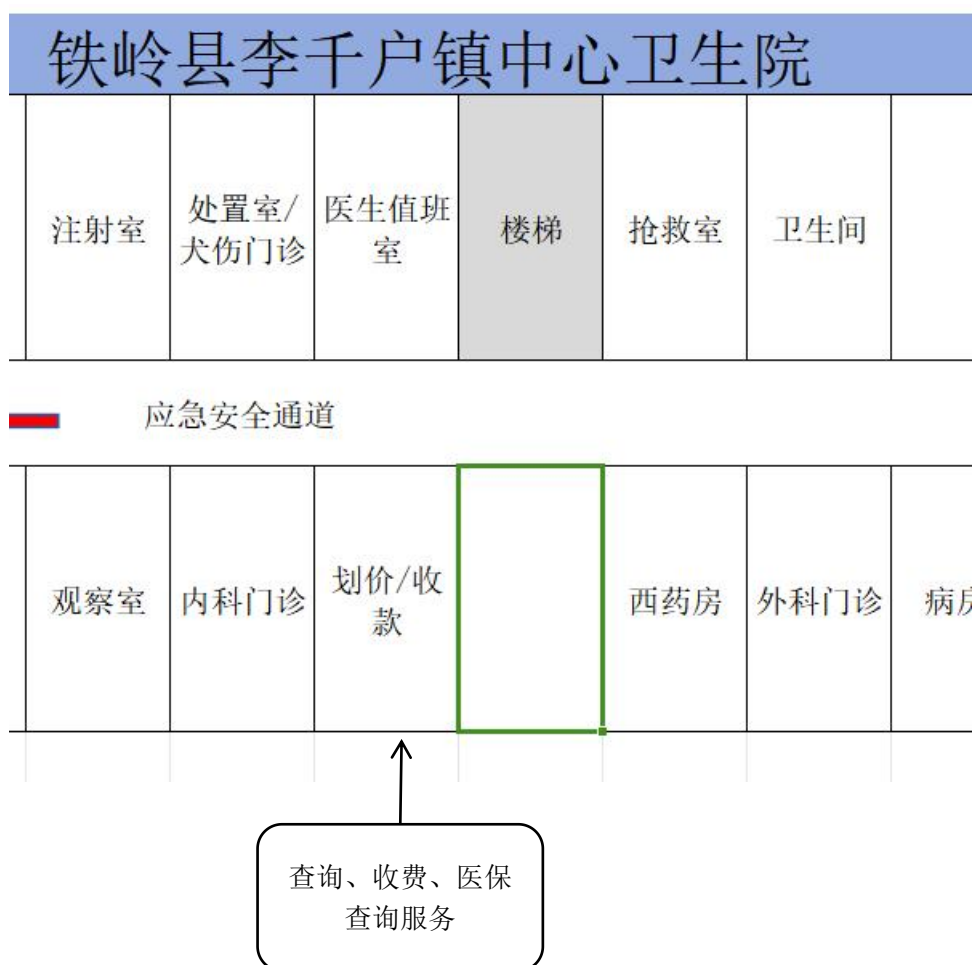 铁岭县李千户镇中心卫生院
注射室
处置室/
犬伤门诊
医生值班
室
楼梯
抢救室
卫生间
应急安全通道
观察室
内科门诊
划价/收
款
西药房
外科门诊
病房
查询、收费、医保
查询服务